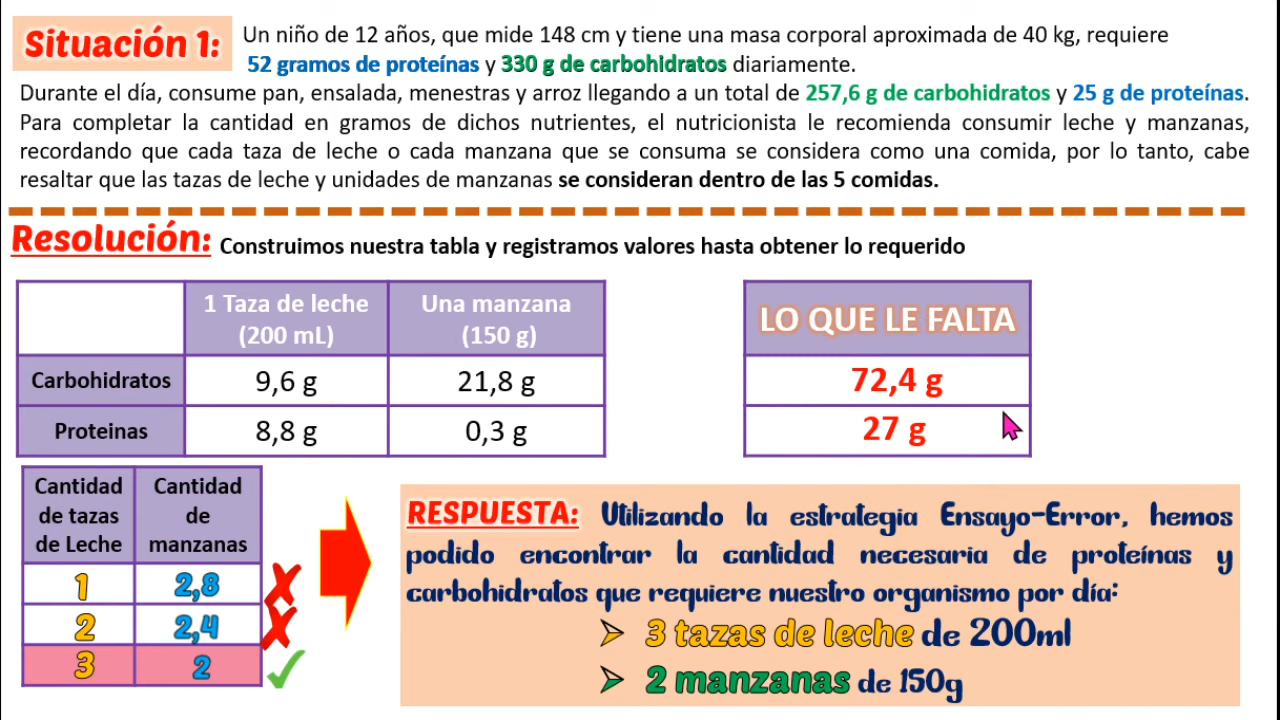 Situación 1:
Un niño de 12 años, que mide 148 cm y tiene una masa corporal aproximada de 40 kg, requiere
52 gramos de proteínas y 330 g de carbohidratos diariamente.
Durante el día, consume pan, ensalada, menestras y arroz llegando a un total de 257,6 g de carbohidratos y 25 g de proteínas.
Para completar la cantidad en gramos de dichos nutrientes, el nutricionista le recomienda consumir leche y manzanas,
recordando que cada taza de leche o cada manzana que se consuma se considera como una comida, por lo tanto, cabe
resaltar que las tazas de leche y unidades de manzanas se consideran dentro de las 5 comidas.
Resolución: Construimos nuestra tabla y registramos valores hasta obtener lo requerido
1 Taza de leche
(200 mL)
Una manzana
(150 g)
Carbohidratos 9,6 g 21,8 g
Proteinas 8,8 g 0,3 g
LO QUE LE FALTA
72,4 g
27 g
Cantidad
de tazas
de Leche
Cantidad
de
manzanas
1 2,8
2 2,4
3 2
RESPUESTA: Utilizando la estrategia Ensayo-Error, hemos
podido encontrar la cantidad necesaria de proteínas y
carbohidratos que requiere nuestro organismo por día:
3 tazas de leche de 200ml
2 manzanas de 150g